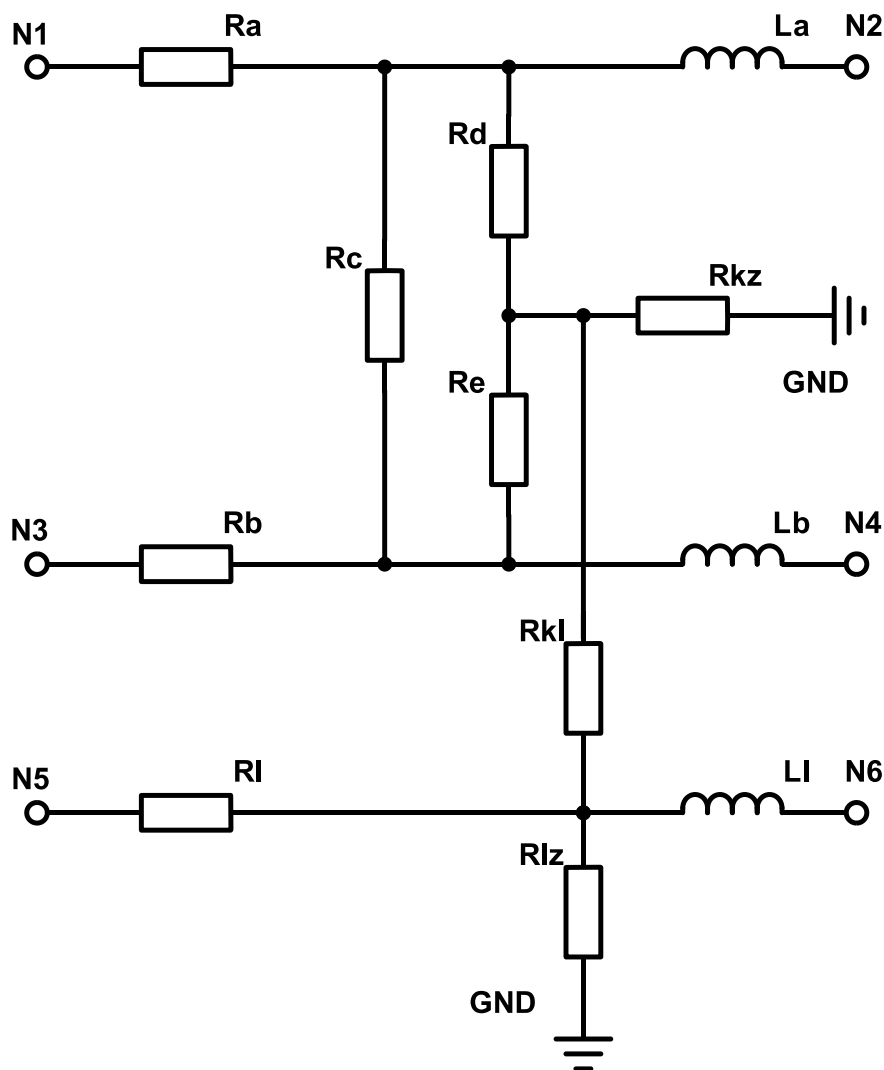 N1 Ra La N2
Rd
Rc Rkz
Re GND
N3 Rb Lb N4
Rkl
N5 Rl Ll N6
Rlz
GND